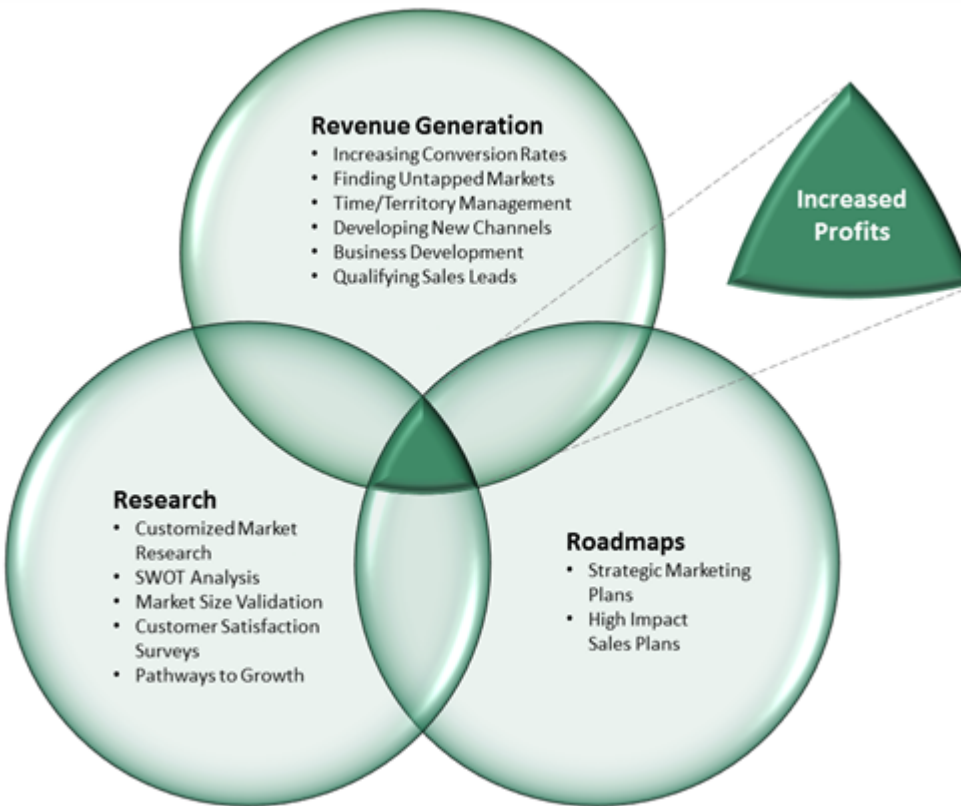 Revenue Generation
• Increasing Conversion Rates
• Finding Untapped Markets
• Time/Territory Management
• Developing New Channels
• Business Development
• Qualifying Sales Leads
Increased
Profits
Research
• Customized Market
Research
• SWOT Analysis
• Market Size Validation
• Customer Satisfaction
Surveys
• Pathways to Growth
Roadmaps
• Strategic Marketing
Plans
• High Impact
Sales Plans